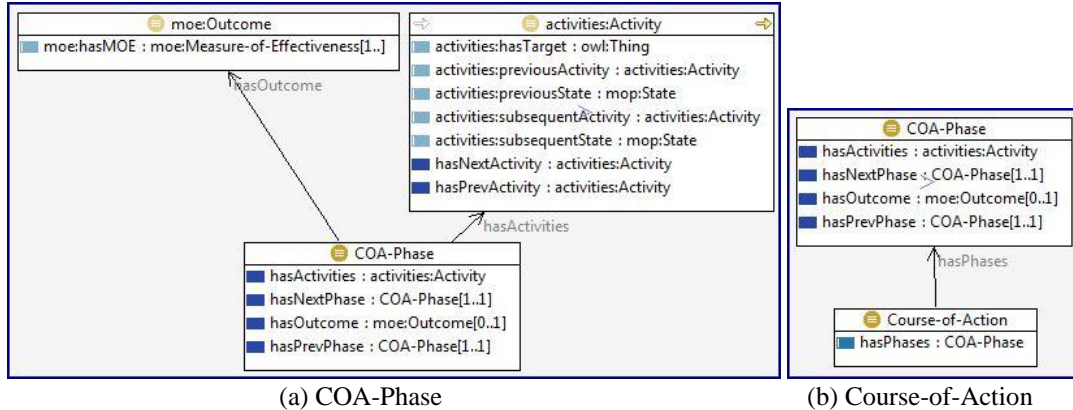 moe:Outcome
moe:hasMOE : moe:Measure-of-Effectiveness[1..]
hasOutcome
activities:Activity
activities:hasTarget : owl:Thing
activities:previousActivity : activities:Activity
activities:previousState : mop:State
activities:subsequentActivity : activities:Activity
activities:subsequentState : mop:State
hasNextActivity : activities:Activity
hasPrevActivity : activities:Activity
hasActivities
COA-Phase
hasActivities : activities:Activity
hasNextPhase : COA-Phase[1..1]
hasOutcome : moe:Outcome[0..1]
hasPrevPhase : COA-Phase[1..1]
(a) COA-Phase
COA-Phase
hasActivities : activities:Activity
hasNextPhase : COA-Phase[1..1]
hasOutcome : moe:Outcome[0..1]
hasPrevPhase : COA-Phase[1..1]
hasPhases
Course-of-Action
hasPhases : COA-Phase
(b) Course-of-Action